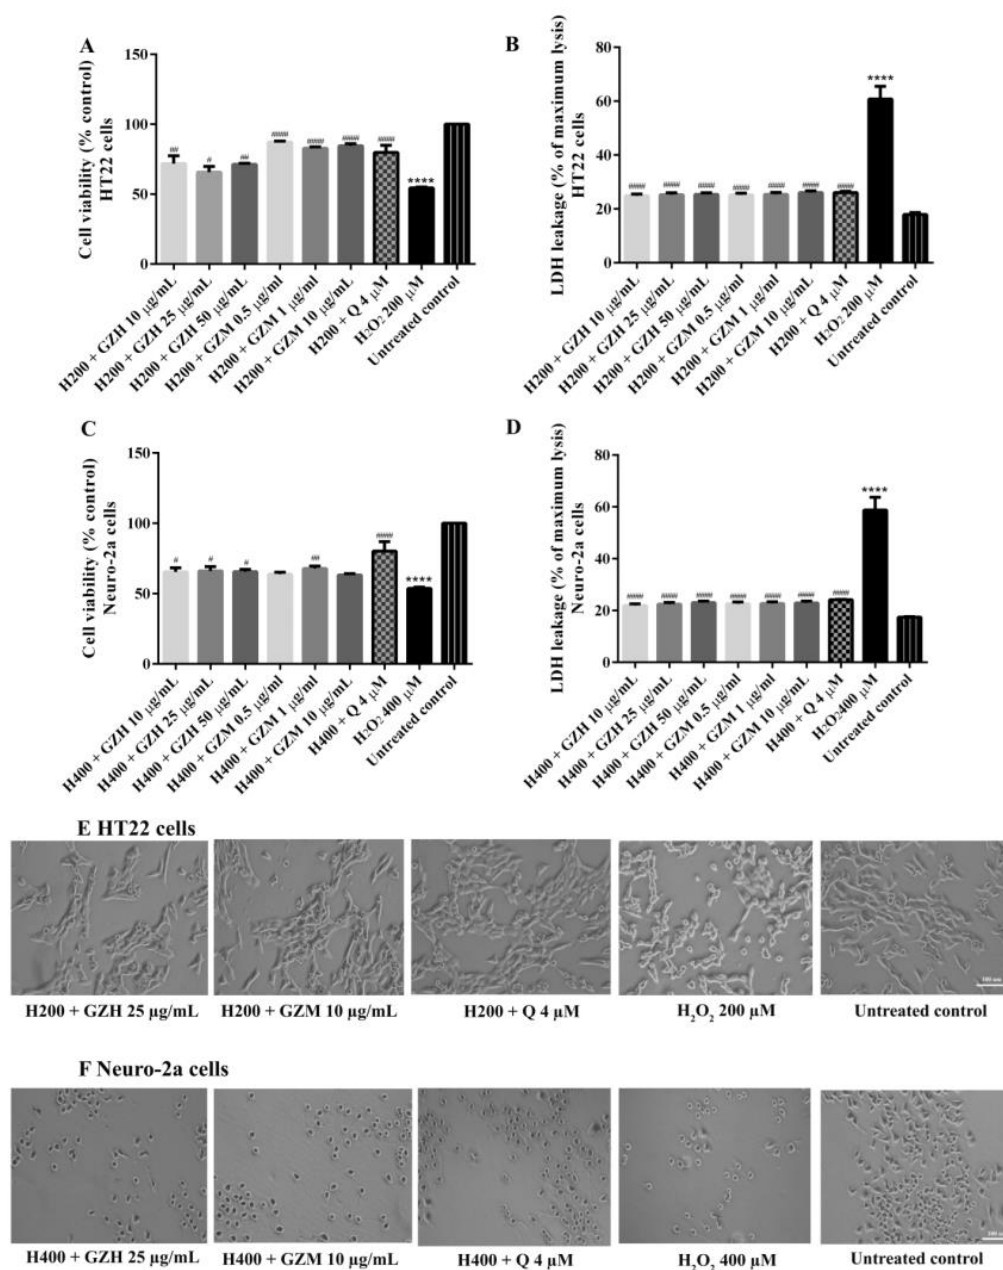 A
Cell viability (% control)
HT22 cells
150
100
50
0
##
#
##
####
####
####
####
****
H200 + GZH 10 µg/mL
H200 + GZH 25 µg/mL
H200 + GZH 50 µg/mL
H200 + GZM 0.5 µg/ml
H200 + GZM 1 µg/ml
H200 + GZM 10 µg/mL
H200 + Q 4 µM
H₂O₂ 200 µM
Untreated control
B
LDH leakage (% of maximum lysis)
HT22 cells
80
60
40
20
0
####
####
####
####
####
####
####
****
H200 + GZH 10 µg/mL
H200 + GZH 25 µg/mL
H200 + GZH 50 µg/mL
H200 + GZM 0.5 µg/ml
H200 + GZM 1 µg/ml
H200 + GZM 10 µg/mL
H200 + Q 4 µM
H₂O₂ 200 µM
Untreated control
C
Cell viability (% control)
Neuro-2a cells
150
100
50
0
#
#
#
##
####
****
H400 + GZH 10 µg/mL
H400 + GZH 25 µg/mL
H400 + GZH 50 µg/mL
H400 + GZM 0.5 µg/ml
H400 + GZM 1 µg/ml
H400 + GZM 10 µg/mL
H400 + Q 4 µM
H₂O₂ 400 µM
Untreated control
D
LDH leakage (% of maximum lysis)
Neuro-2a cells
80
60
40
20
0
####
####
####
####
####
####
####
****
H400 + GZH 10 µg/mL
H400 + GZH 25 µg/mL
H400 + GZH 50 µg/mL
H400 + GZM 0.5 µg/ml
H400 + GZM 1 µg/ml
H400 + GZM 10 µg/mL
H400 + Q 4 µM
H₂O₂ 400 µM
Untreated control
E HT22 cells
H200 + GZH 25 µg/mL
H200 + GZM 10 µg/mL
H200 + Q 4 µM
H₂O₂ 200 µM
Untreated control
F Neuro-2a cells
H400 + GZH 25 µg/mL
H400 + GZM 10 µg/mL
H400 + Q 4 µM
H₂O₂ 400 µM
Untreated control